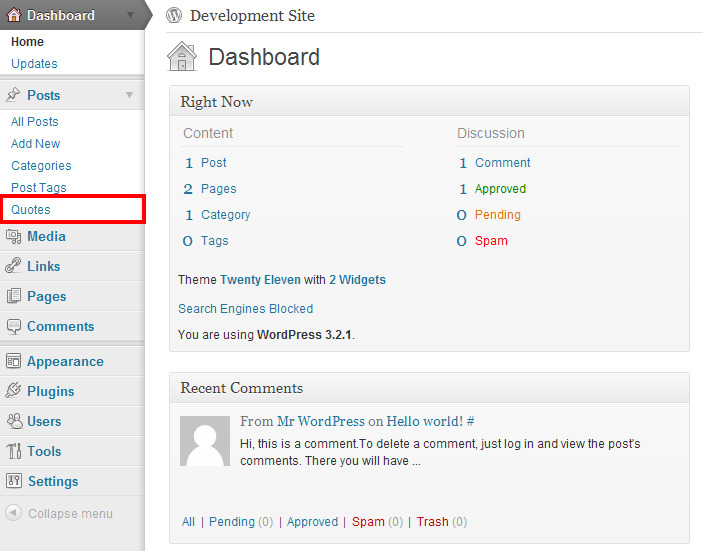 Dashboard
Home
Updates
Posts
All Posts
Add New
Categories
Post Tags
Quotes
Media
Links
Pages
Comments
Appearance
Plugins
Users
Tools
Settings
Collapse menu
Development Site
Dashboard
Right Now
Content
1 Post
2 Pages
1 Category
0 Tags
Discussion
1 Comment
1 Approved
0 Pending
0 Spam
Theme Twenty Eleven with 2 Widgets
Search Engines Blocked
You are using WordPress 3.2.1.
Recent Comments
From Mr WordPress on Hello world! #
Hi, this is a comment.To delete a comment, just log in and view the post's
comments. There you will have ...
All | Pending (0) | Approved | Spam (0) | Trash (0)